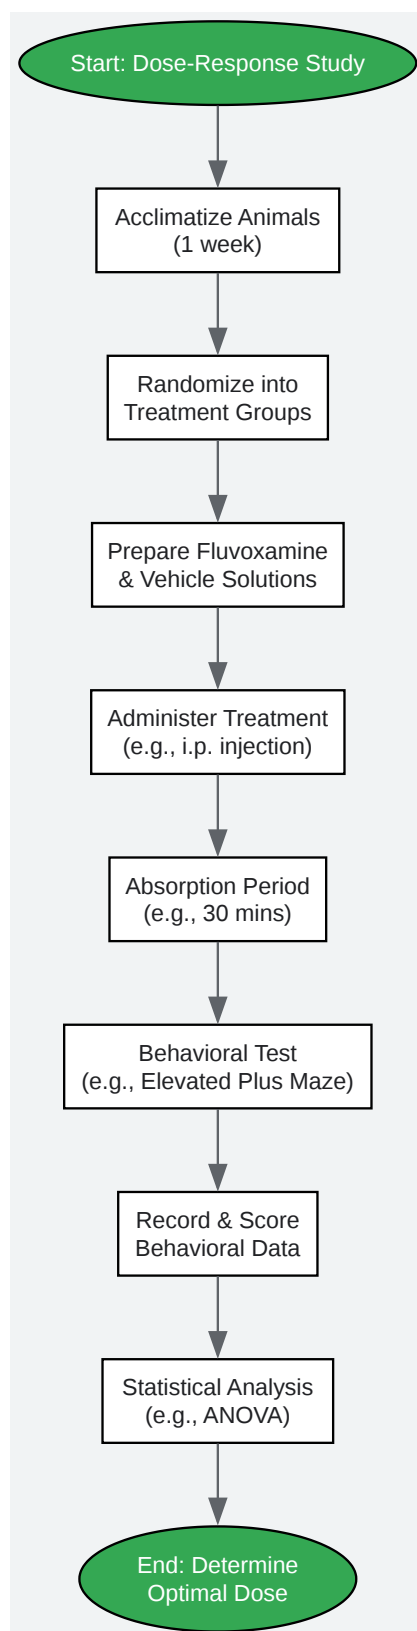 Start: Dose-Response Study
Acclimatize Animals
(1 week)
Randomize into
Treatment Groups
Prepare Fluvoxamine
& Vehicle Solutions
Administer Treatment
(e.g., i.p. injection)
Absorption Period
(e.g., 30 mins)
Behavioral Test
(e.g., Elevated Plus Maze)
Record & Score
Behavioral Data
Statistical Analysis
(e.g., ANOVA)
End: Determine
Optimal Dose